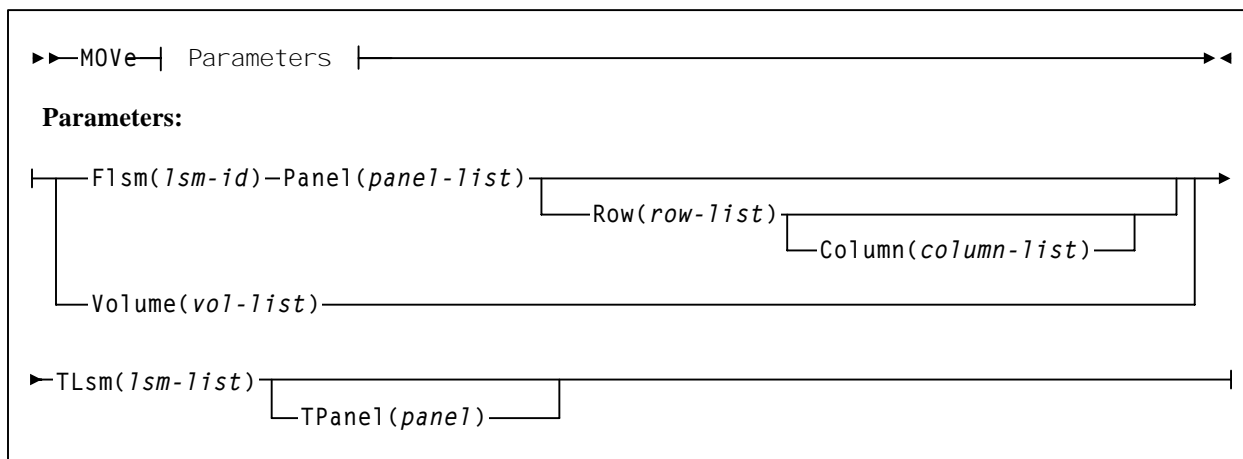 MOVe Parameters
Parameters:
Flsm(lsm-id) Panel(panel-list)
Row(row-list)
Column(column-list)
Volume(vol-list)
TLsm(lsm-list)
TPanel(panel)